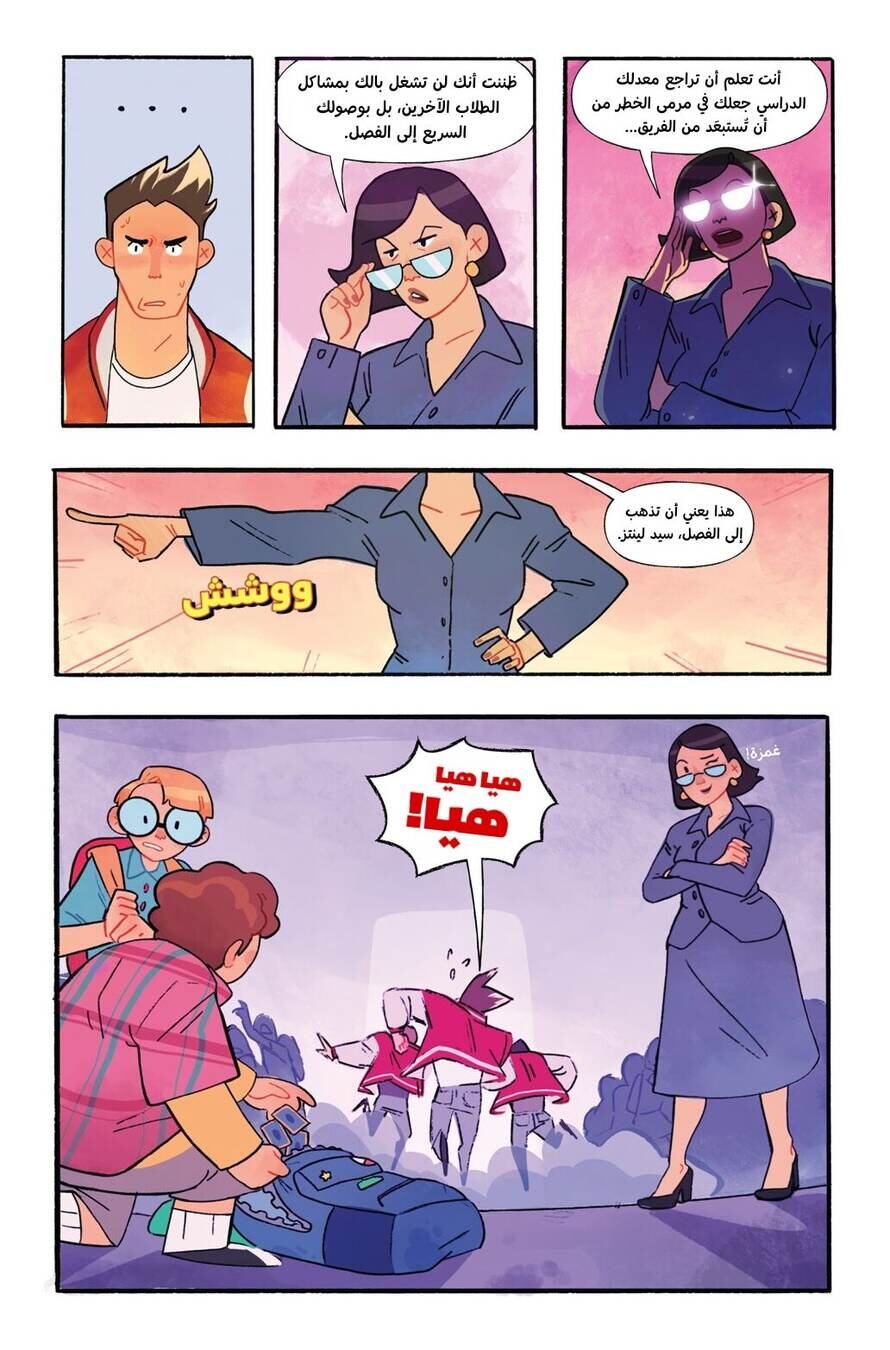 أنت تعلم أن تراجع معدلك
الدراسي جعلك في مرمى الخطر من
أن تُستبعَد من الفريق...
ظننت أنك لن تشغل بالك بمشاكل
الطلاب الآخرين، بل بوصولك
السريع إلى الفصل.
...
هذا يعني أن تذهب
إلى الفصل، سيد لينتز.
ووشش
غمزة!
هيا هيا
هيا!